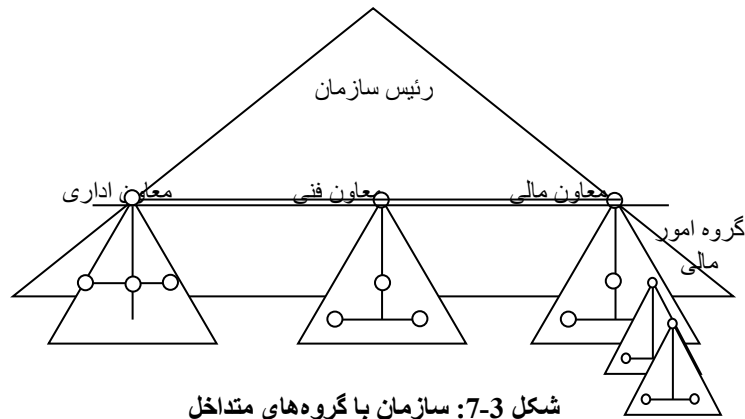 رئیس سازمان
معاون مالی
معاون فنی
معاون اداری
گروه امور
مالی
شکل 3-7: سازمان با گروه‌های متداخل